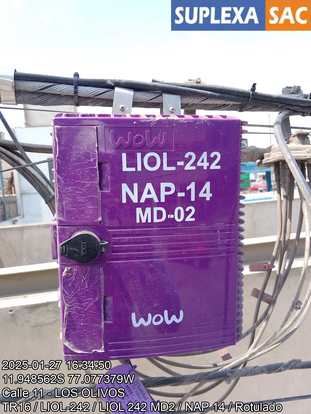 SUPLEXA SAC
WOW
LIOL-242
NAP-14
MD-02
WOW
2025-01-27 16:34:50
11.948562S 77.077379W
Calle 11 - LOS OLIVOS
TR16 / LIOL-242 / LIOL 242 MD2 / NAP 14 / Rotulado